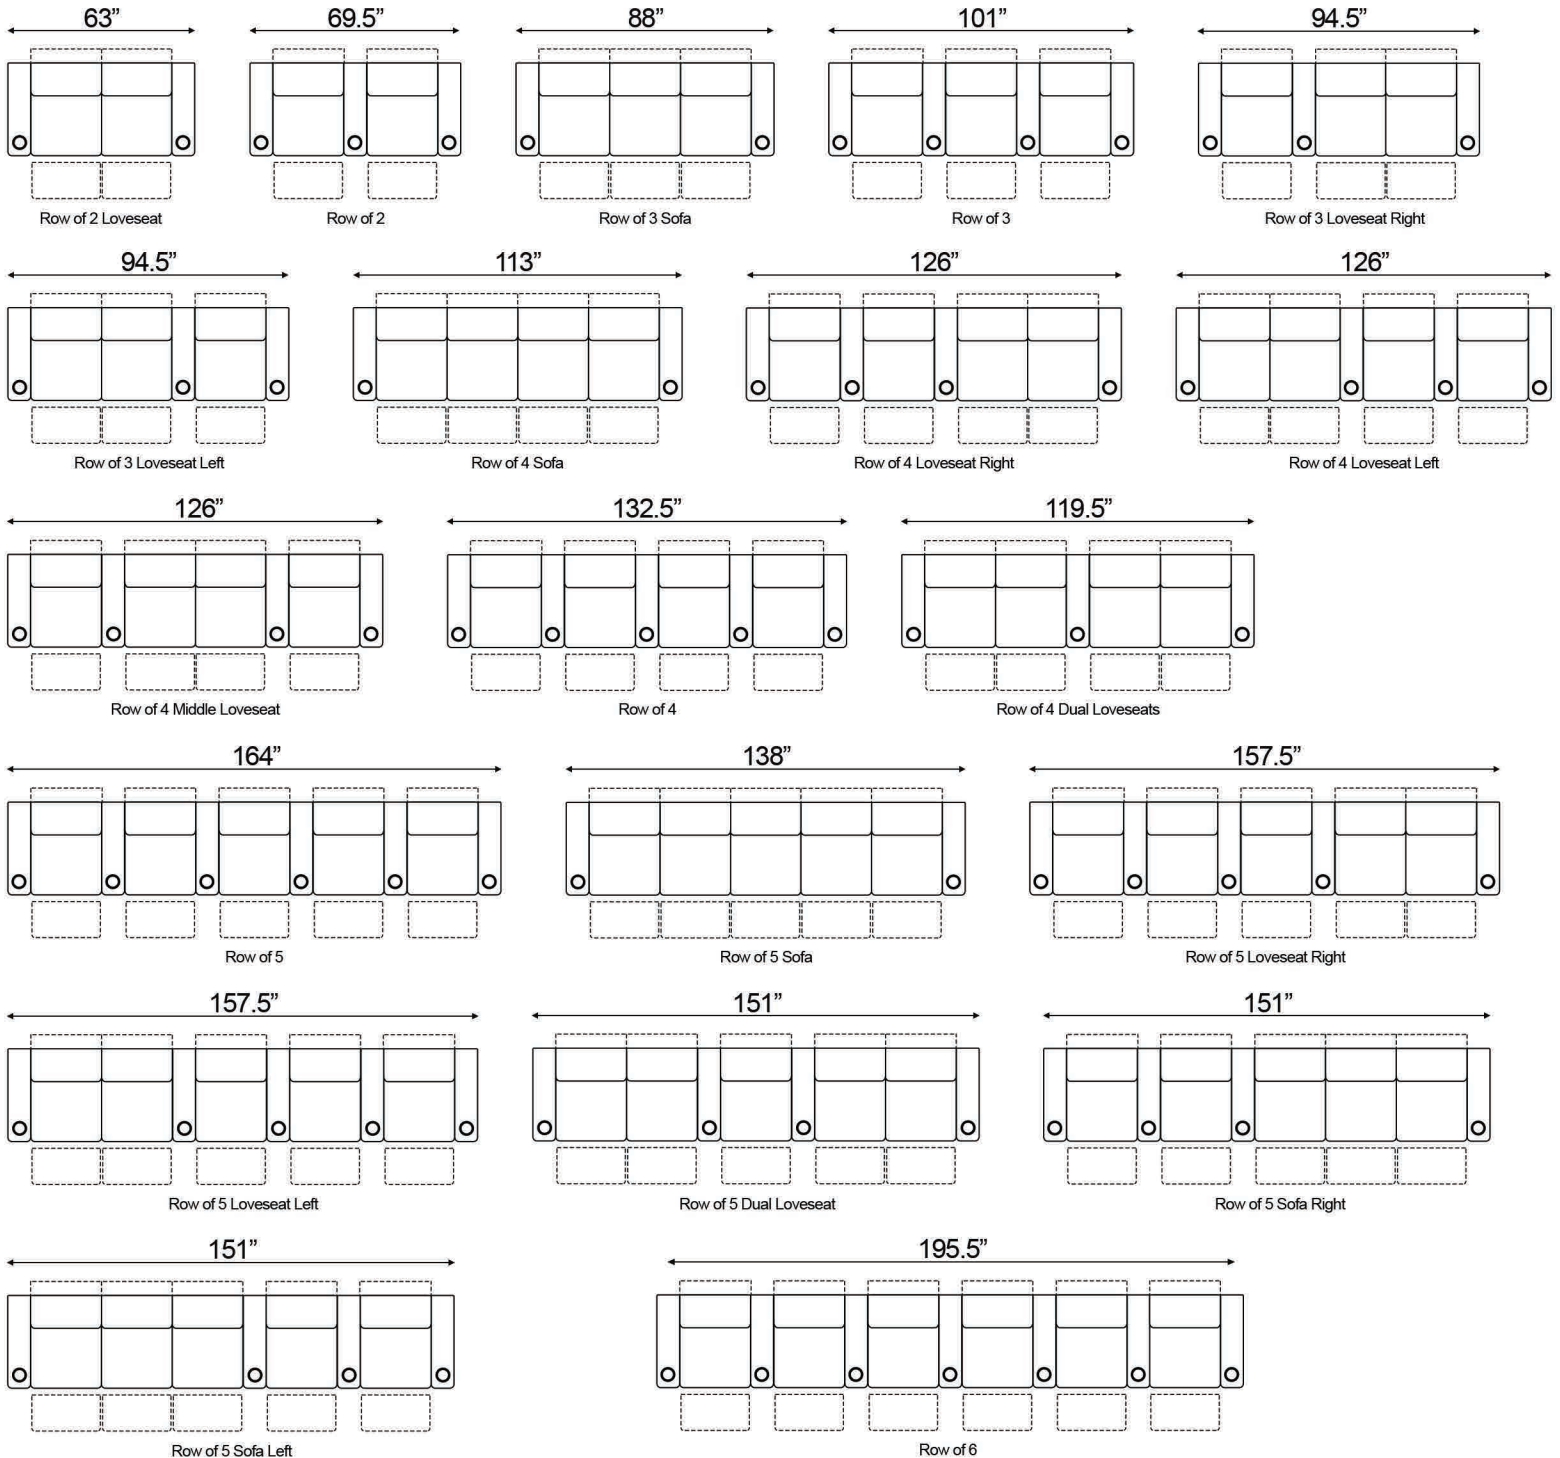 63” 69.5” 88” 101” 94.5”
Row of 2 Loveseat Row of 2 Row of 3 Sofa Row of 3 Row of 3 Loveseat Right
94.5” 113” 126” 126”
Row of 3 Loveseat Left Row of 4 Sofa Row of 4 Loveseat Right Row of 4 Loveseat Left
126” 132.5” 119.5”
Row of 4 Middle Loveseat Row of 4 Row of 4 Dual Loveseats
164” 138” 157.5”
Row of 5 Row of 5 Sofa Row of 5 Loveseat Right
157.5” 151” 151”
Row of 5 Loveseat Left Row of 5 Dual Loveseat Row of 5 Sofa Right
151” 195.5”
Row of 5 Sofa Left Row of 6